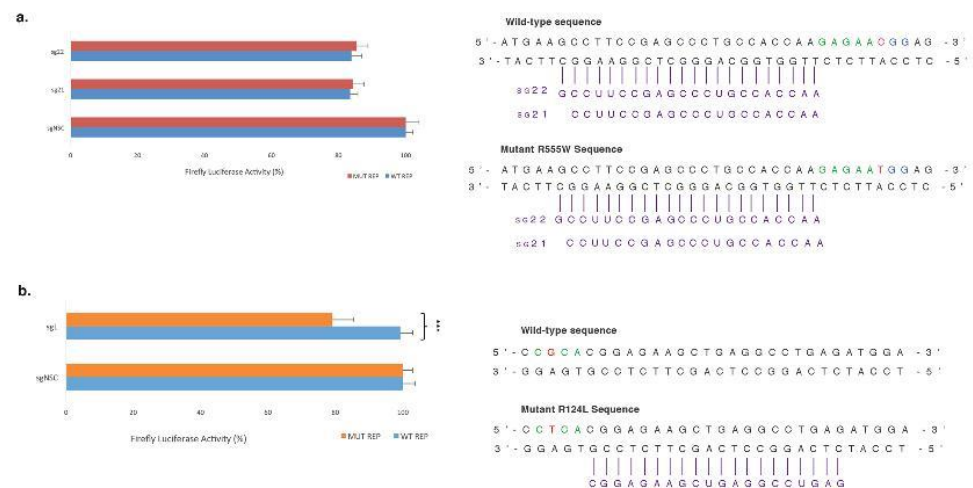 a.
sg22
sg21
sgNSC
0 20 40 60 80 100
Firefly Luciferase Activity (%)
MUT REP WT REP
Wild-type sequence
5'-ATGAAGCCTTCCGAGCCCTGCCACCAAGAGAACGGAG -3'
3'-TACTTCGGAAGGCTCGGGACGGTGGTTCTCTTACCTC -5'
sg22 GCCUUCCGAGCCCUGCCACCAA
sg21 CCUUCCGAGCCCUGCCACCAA
Mutant R555W Sequence
5'- ATGAAGCCTTCCGAGCCCTGCCACCAAGAGAATGGAG -3'
3'- TACTTCGGAAGGCTCGGGACGGTGGTTCTCTTACCTC -5'
sg22 GCCUUCCGAGCCCUGCCACCAA
sg21 CCUUCCGAGCCCUGCCACCAA
b.
sg1
sgNSC
***
0 20 40 60 80 100
Firefly Luciferase Activity (%)
MUT REP WT REP
Wild-type sequence
5'-CCGCACGGAGAAGCTGAGGCCTGAGATGGA -3'
3'-GGAGTGCCTCTTCGACTCCGGACTCTACCT -5'
Mutant R124L Sequence
5'-CCTCACGGAGAAGCTGAGGCCTGAGATGGA -3'
3'-GGAGTGCCTCTTCGACTCCGGACTCTACCT -5'
CGGAGAAGCUGAGGCCUGAG